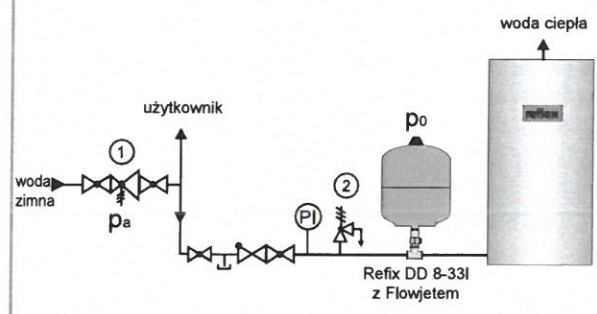 woda ciepła
reflex
użytkownik
p₀
1
2
woda
zimna
pa
PI
Refix DD 8-33l
z Flowjetem